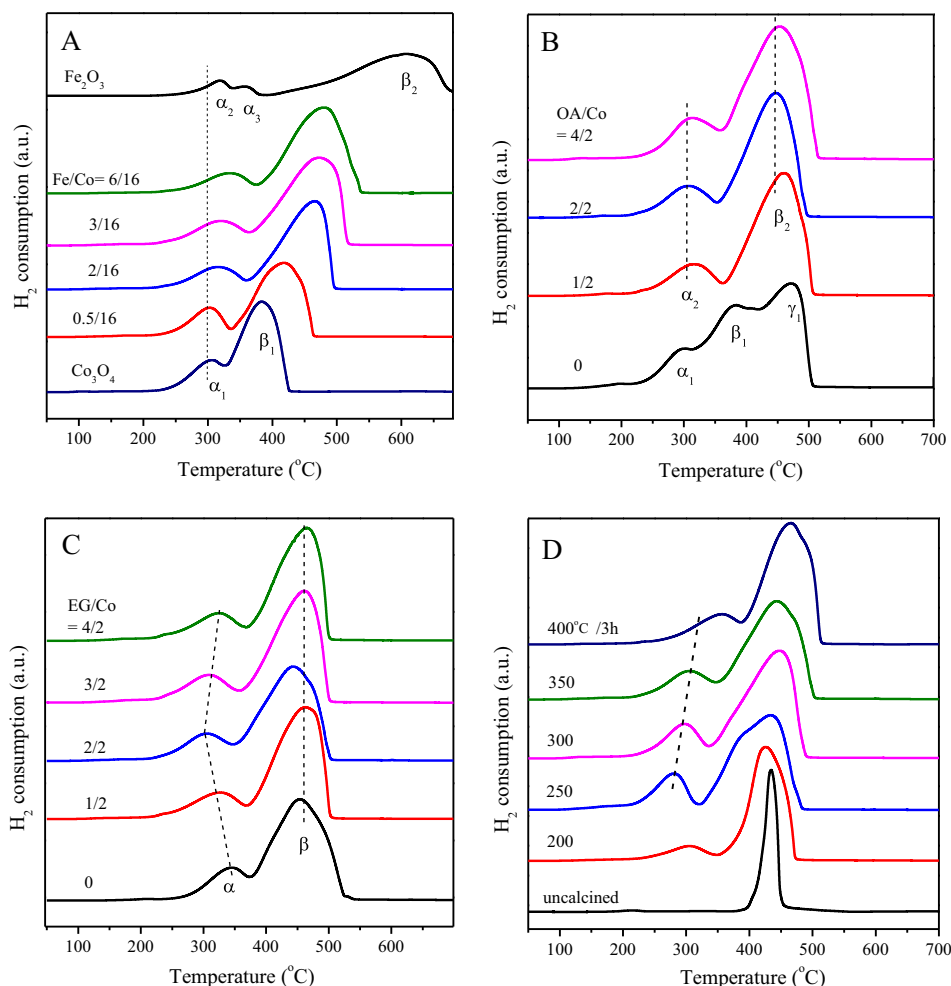 A
Fe₂O₃
α₂
α₃
β₂
Fe/Co= 6/16
3/16
2/16
0.5/16
β₁
Co₃O₄
α₁
H₂ consumption (a.u.)
100 200 300 400 500 600
Temperature (°C)
B
OA/Co
= 4/2
2/2
β₂
1/2
α₂
β₁
γ₁
0
α₁
H₂ consumption (a.u.)
100 200 300 400 500 600 700
Temperature (°C)
C
EG/Co
= 4/2
3/2
2/2
1/2
β
0
α
H₂ consumption (a.u.)
100 200 300 400 500 600
Temperature (°C)
D
400°C /3h
350
300
250
200
uncalcined
H₂ consumption (a.u.)
100 200 300 400 500 600 700
Temperature (°C)